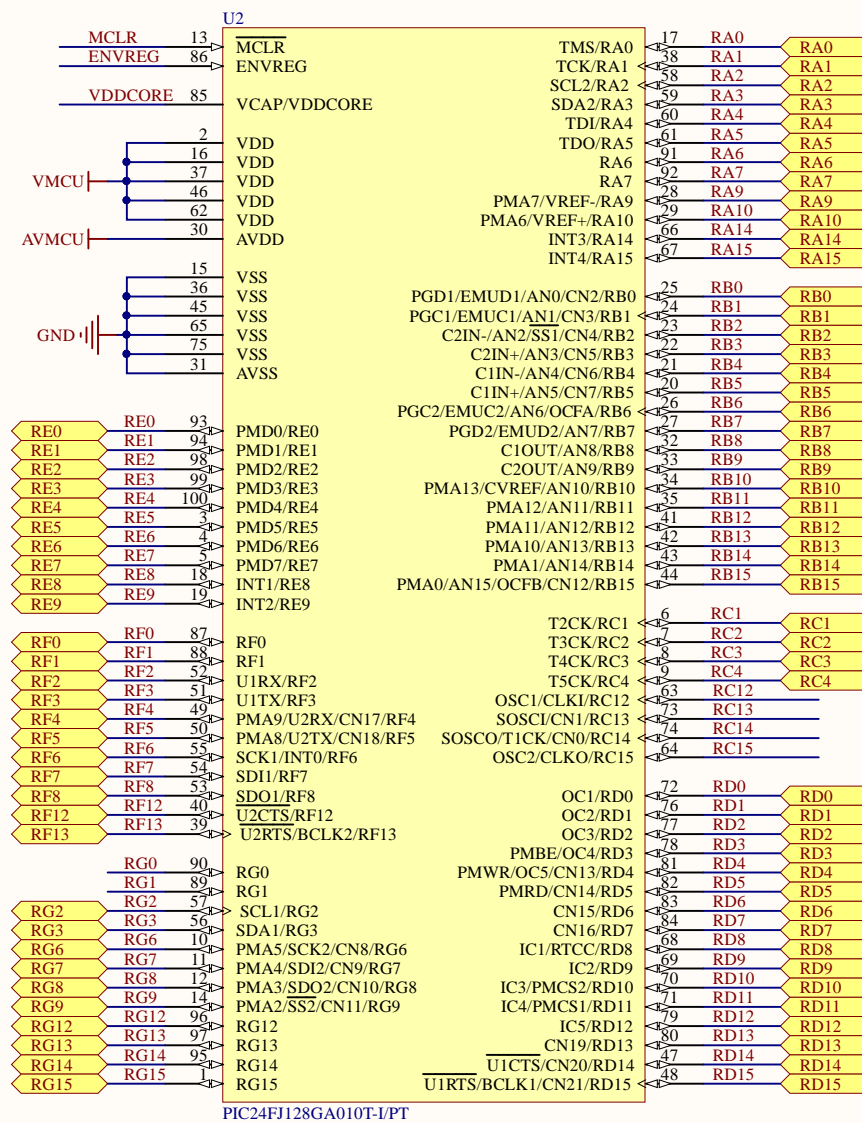 U2
MCLR 13 MCLR
ENVREG 86 ENVREG
VDDCORE 85 VCAP/VDDCORE
2 VDD
16 VDD
VMCU 37 VDD
46 VDD
62 VDD
AVMCU 30 AVDD
15 VSS
36 VSS
45 VSS
GND 65 VSS
75 VSS
31 AVSS
RE0 RE0 93 PMD0/RE0
RE1 RE1 94 PMD1/RE1
RE2 RE2 98 PMD2/RE2
RE3 RE3 99 PMD3/RE3
RE4 RE4 100 PMD4/RE4
RE5 RE5 3 PMD5/RE5
RE6 RE6 4 PMD6/RE6
RE7 RE7 5 PMD7/RE7
RE8 RE8 18 INT1/RE8
RE9 RE9 19 INT2/RE9
RF0 RF0 87 RF0
RF1 RF1 88 RF1
RF2 RF2 52 U1RX/RF2
RF3 RF3 51 U1TX/RF3
RF4 RF4 49 PMA9/U2RX/CN17/RF4
RF5 RF5 50 PMA8/U2TX/CN18/RF5
RF6 RF6 55 SCK1/INT0/RF6
RF7 RF7 54 SDI1/RF7
RF8 RF8 53 SDO1/RF8
RF12 RF12 40 U2CTS/RF12
RF13 RF13 39 U2RTS/BCLK2/RF13
RG0 90 RG0
RG1 89 RG1
RG2 RG2 57 SCL1/RG2
RG3 RG3 56 SDA1/RG3
RG6 RG6 10 PMA5/SCK2/CN8/RG6
RG7 RG7 11 PMA4/SDI2/CN9/RG7
RG8 RG8 12 PMA3/SDO2/CN10/RG8
RG9 RG9 14 PMA2/SS2/CN11/RG9
RG12 RG12 96 RG12
RG13 RG13 97 RG13
RG14 RG14 95 RG14
RG15 RG15 1 RG15
TMS/RA0 17 RA0 RA0
TCK/RA1 38 RA1 RA1
SCL2/RA2 58 RA2 RA2
SDA2/RA3 59 RA3 RA3
TDI/RA4 60 RA4 RA4
TDO/RA5 61 RA5 RA5
RA6 91 RA6 RA6
RA7 92 RA7 RA7
PMA7/VREF-/RA9 28 RA9 RA9
PMA6/VREF+/RA10 29 RA10 RA10
INT3/RA14 66 RA14 RA14
INT4/RA15 67 RA15 RA15
PGD1/EMUD1/AN0/CN2/RB0 25 RB0 RB0
PGC1/EMUC1/AN1/CN3/RB1 24 RB1 RB1
C2IN-/AN2/SS1/CN4/RB2 23 RB2 RB2
C2IN+/AN3/CN5/RB3 22 RB3 RB3
C1IN-/AN4/CN6/RB4 21 RB4 RB4
C1IN+/AN5/CN7/RB5 20 RB5 RB5
PGC2/EMUC2/AN6/OCFA/RB6 26 RB6 RB6
PGD2/EMUD2/AN7/RB7 27 RB7 RB7
C1OUT/AN8/RB8 32 RB8 RB8
C2OUT/AN9/RB9 33 RB9 RB9
PMA13/CVREF/AN10/RB10 34 RB10 RB10
PMA12/AN11/RB11 35 RB11 RB11
PMA11/AN12/RB12 41 RB12 RB12
PMA10/AN13/RB13 42 RB13 RB13
PMA1/AN14/RB14 43 RB14 RB14
PMA0/AN15/OCFB/CN12/RB15 44 RB15 RB15
T2CK/RC1 6 RC1 RC1
T3CK/RC2 7 RC2 RC2
T4CK/RC3 8 RC3 RC3
T5CK/RC4 9 RC4 RC4
OSC1/CLKI/RC12 63 RC12
SOSCI/CN1/RC13 73 RC13
SOSCO/T1CK/CN0/RC14 74 RC14
OSC2/CLKO/RC15 64 RC15
OC1/RD0 72 RD0 RD0
OC2/RD1 76 RD1 RD1
OC3/RD2 77 RD2 RD2
PMBE/OC4/RD3 78 RD3 RD3
PMWR/OC5/CN13/RD4 81 RD4 RD4
PMRD/CN14/RD5 82 RD5 RD5
CN15/RD6 83 RD6 RD6
CN16/RD7 84 RD7 RD7
IC1/RTCC/RD8 68 RD8 RD8
IC2/RD9 69 RD9 RD9
IC3/PMCS2/RD10 70 RD10 RD10
IC4/PMCS1/RD11 71 RD11 RD11
IC5/RD12 79 RD12 RD12
CN19/RD13 80 RD13 RD13
U1CTS/CN20/RD14 47 RD14 RD14
U1RTS/BCLK1/CN21/RD15 48 RD15 RD15
PIC24FJ128GA010T-I/PT